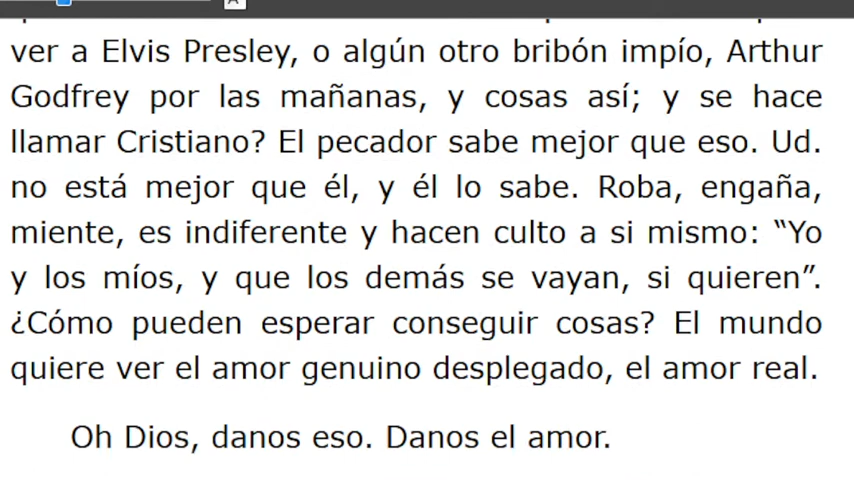 ver a Elvis Presley, o algún otro bribón impío, Arthur
Godfrey por las mañanas, y cosas así; y se hace
llamar Cristiano? El pecador sabe mejor que eso. Ud.
no está mejor que él, y él lo sabe. Roba, engaña,
miente, es indiferente y hacen culto a si mismo: “Yo
y los míos, y que los demás se vayan, si quieren”.
¿Cómo pueden esperar conseguir cosas? El mundo
quiere ver el amor genuino desplegado, el amor real.
Oh Dios, danos eso. Danos el amor.